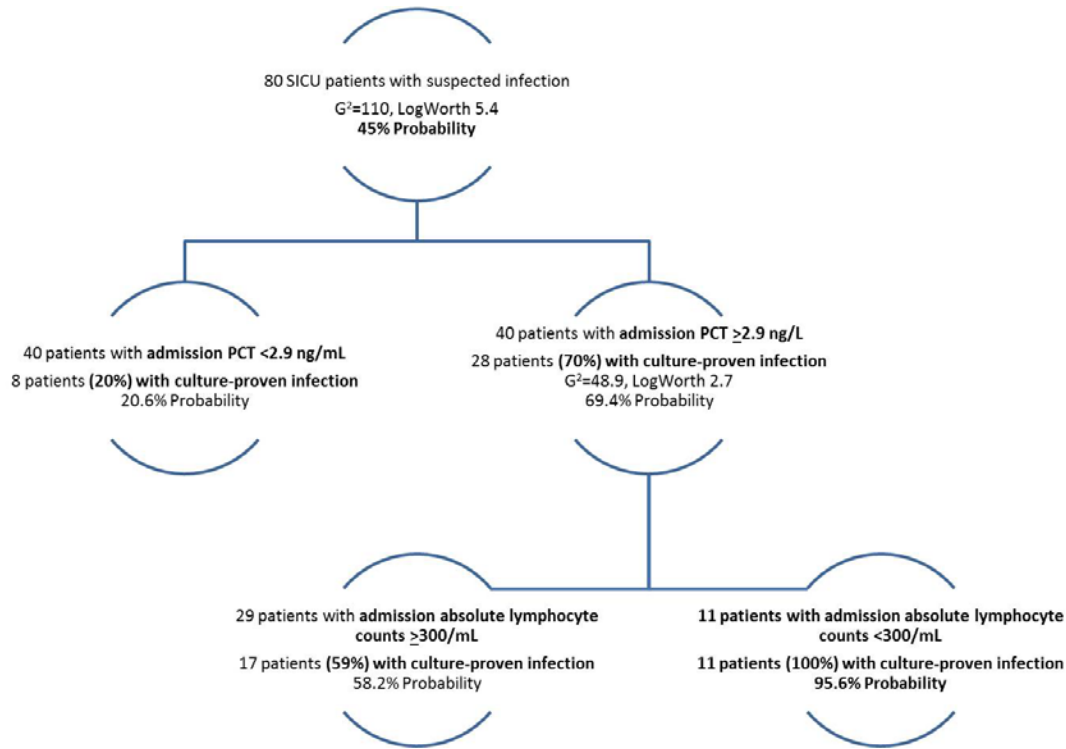 80 SICU patients with suspected infection
G²=110, LogWorth 5.4
45% Probability
40 patients with admission PCT <2.9 ng/mL
8 patients (20%) with culture-proven infection
20.6% Probability
40 patients with admission PCT ≥2.9 ng/L
28 patients (70%) with culture-proven infection
G²=48.9, LogWorth 2.7
69.4% Probability
29 patients with admission absolute lymphocyte
counts ≥300/mL
17 patients (59%) with culture-proven infection
58.2% Probability
11 patients with admission absolute lymphocyte
counts <300/mL
11 patients (100%) with culture-proven infection
95.6% Probability